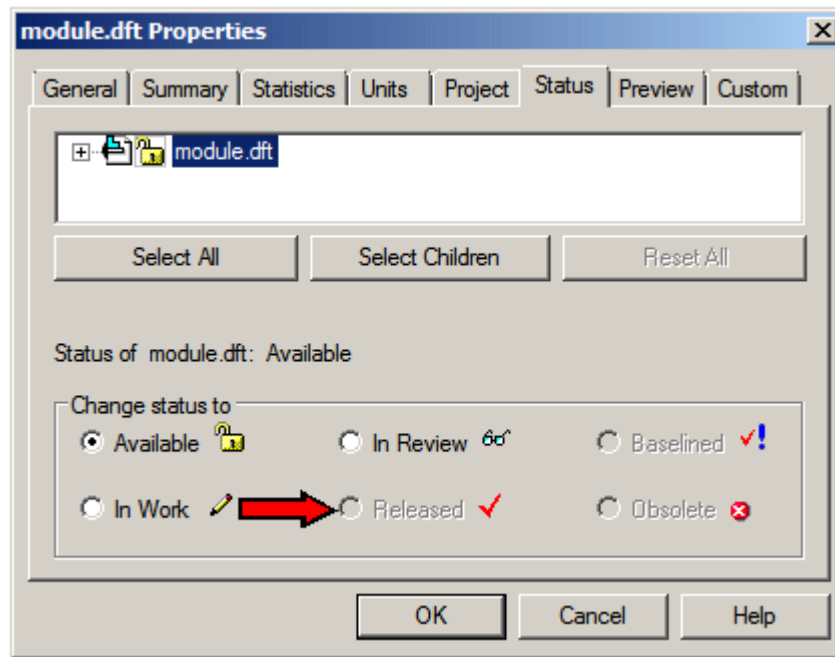 module.dft Properties
General Summary Statistics Units Project Status Preview Custom
module.dft
Select All Select Children Reset All
Status of module.dft: Available
Change status to
Available In Review Baselined
In Work Released Obsolete
OK Cancel Help